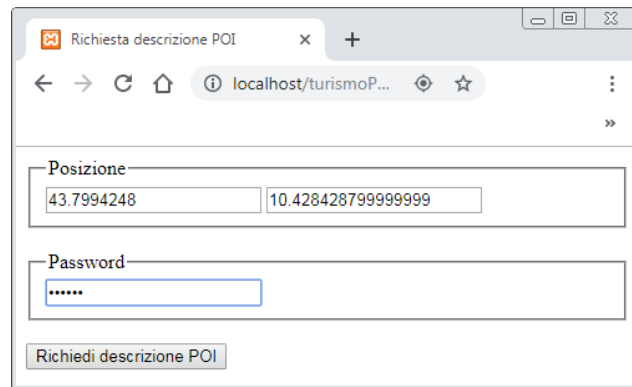 Richiesta descrizione POI
localhost/turismoP...
Posizione
43.7994248 10.428428799999999
Password
••••••
Richiedi descrizione POI